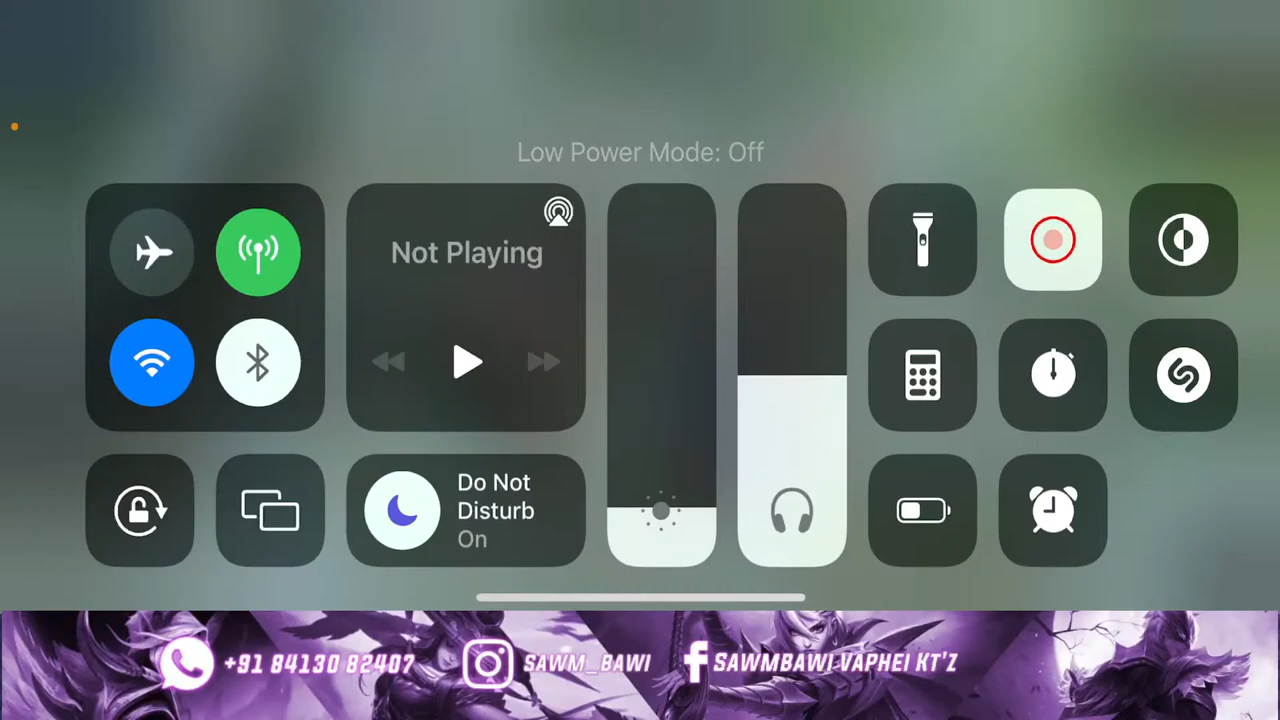 Low Power Mode: Off
Not Playing
Do Not
Disturb
On
+91 84130 82407
SAWM_BAWI
SAWMBAWI VAPHEI KT'Z